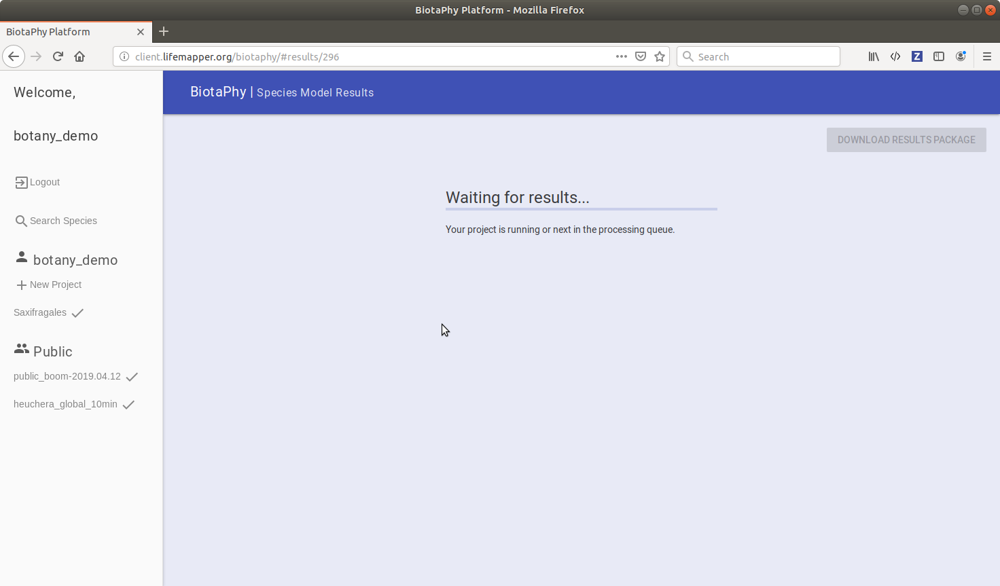 BiotaPhy Platform - Mozilla Firefox
BiotaPhy Platform
client.lifemapper.org/biotaphy/#results/296
Search
Welcome,
BiotaPhy | Species Model Results
botany_demo
DOWNLOAD RESULTS PACKAGE
Logout
Waiting for results...
Search Species
Your project is running or next in the processing queue.
botany_demo
New Project
Saxifragales
Public
public_boom-2019.04.12
heuchera_global_10min